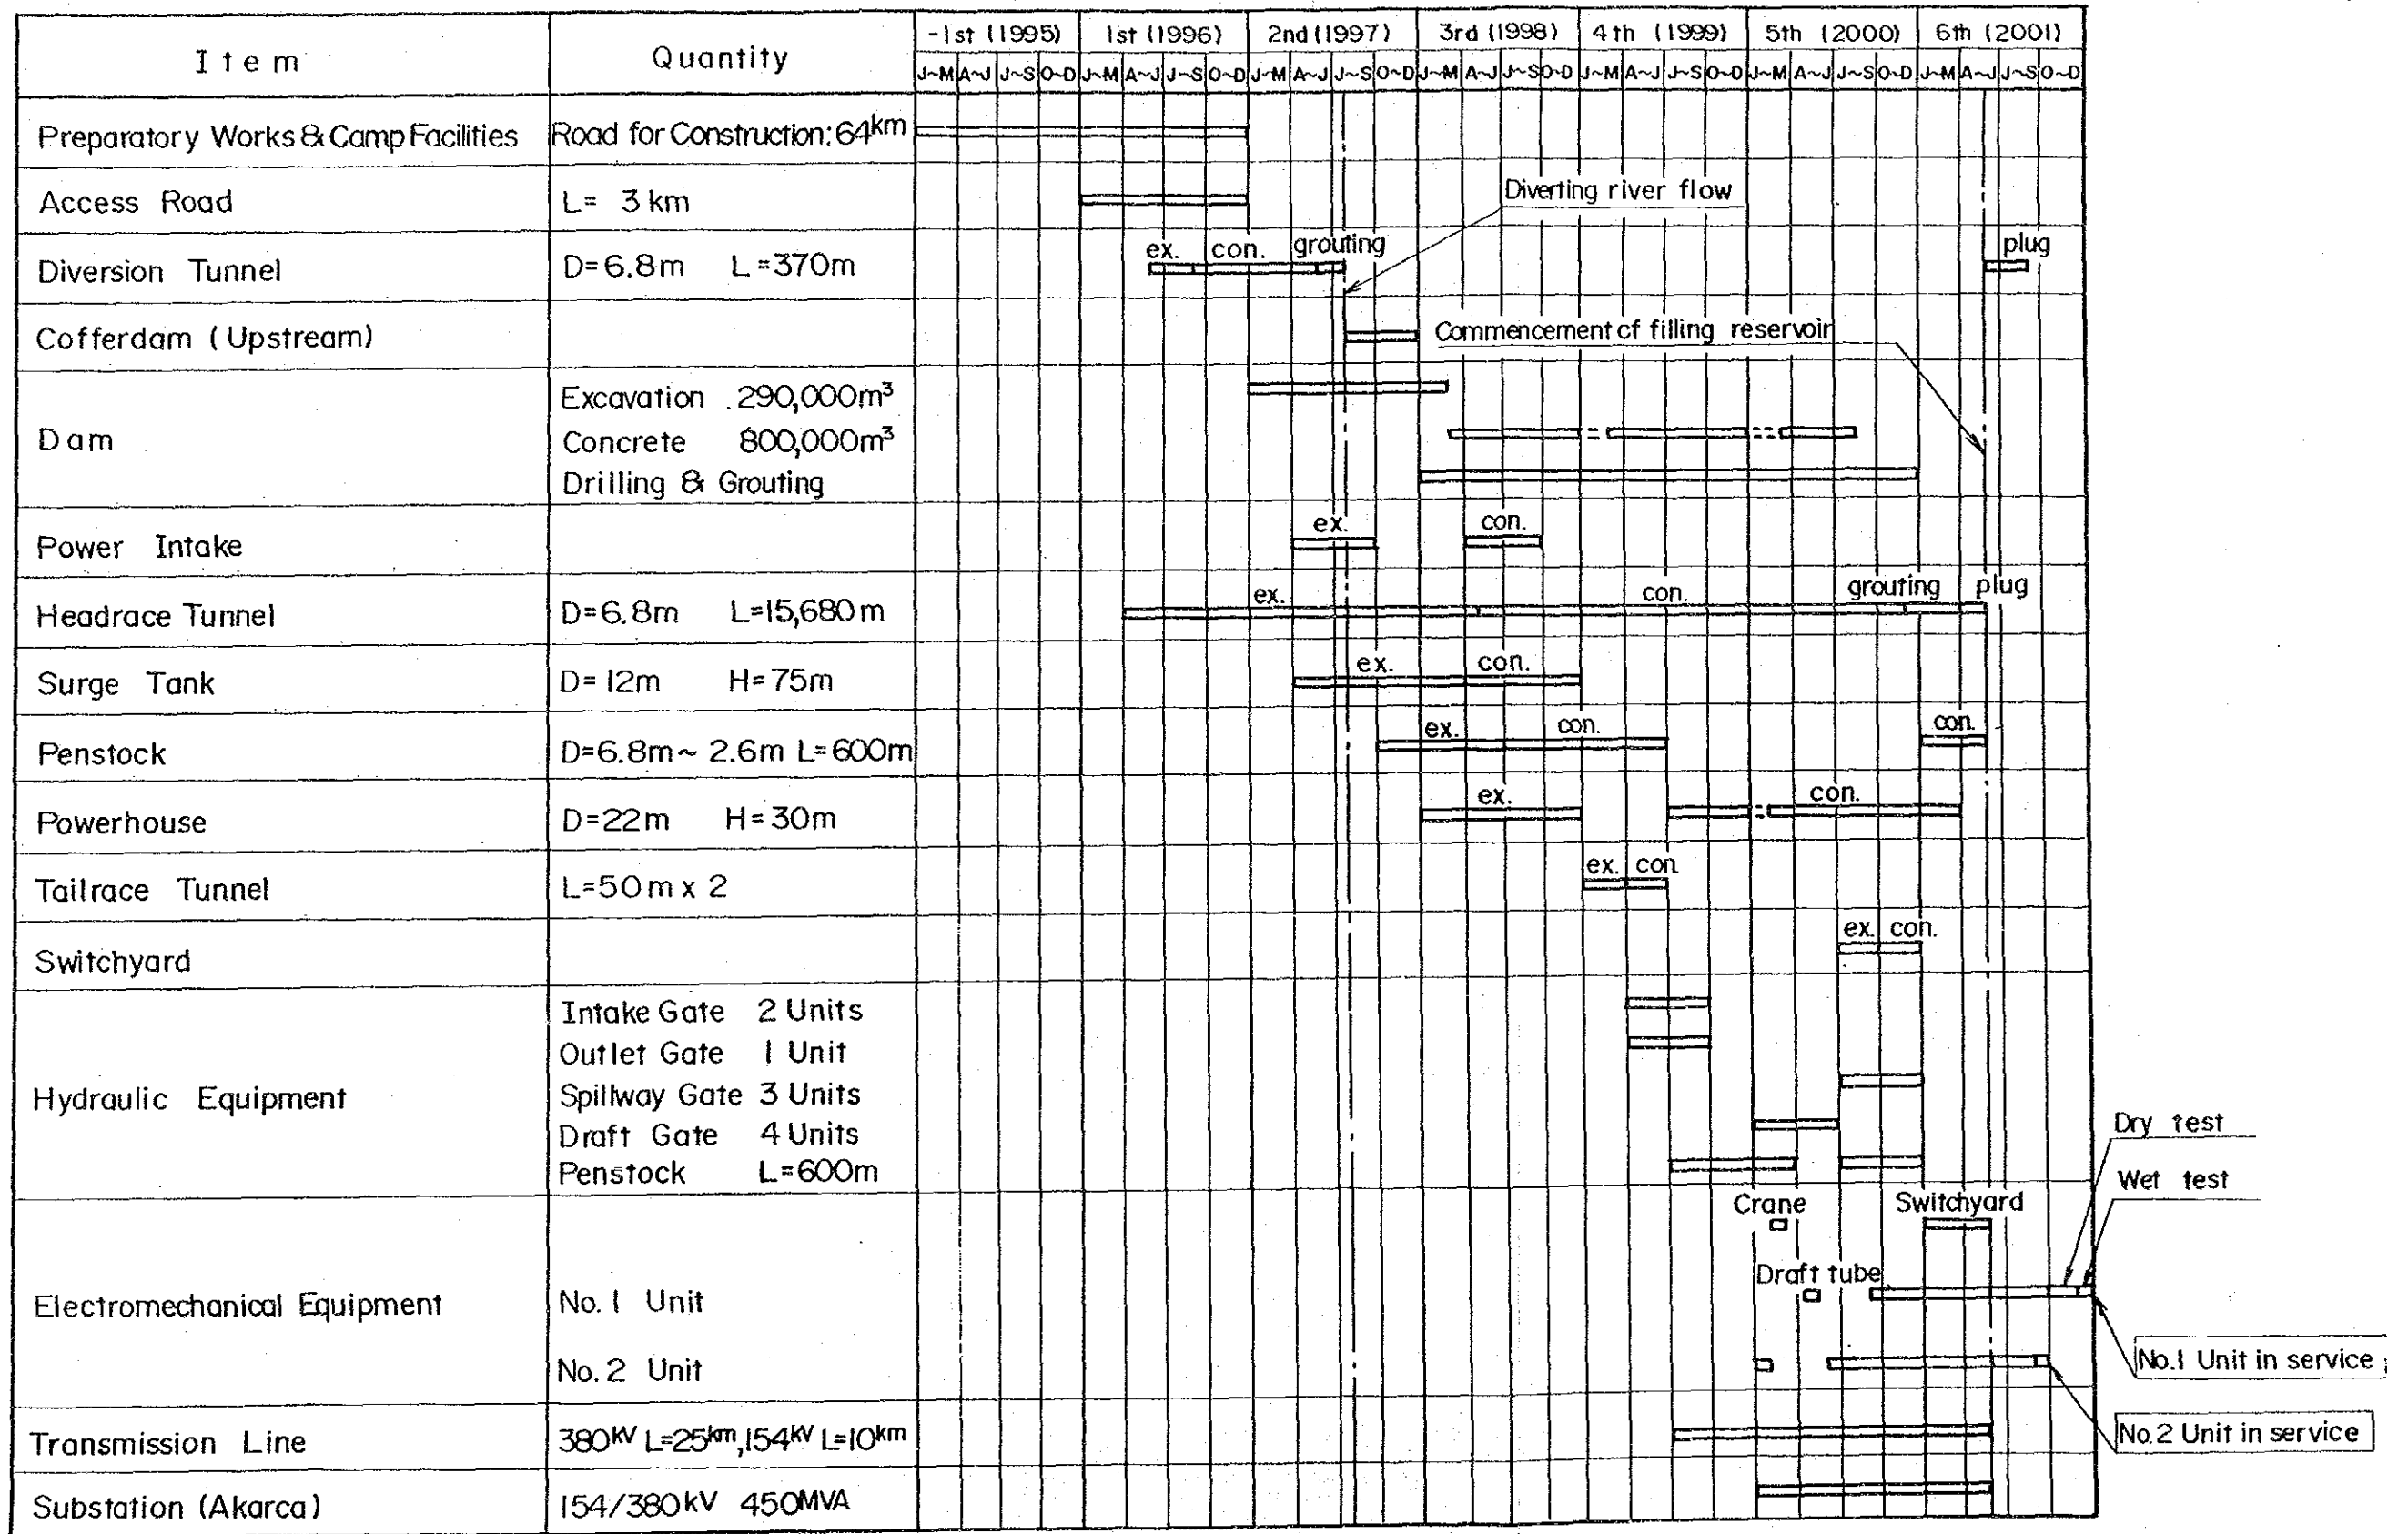 Item Quantity -1st (1995) 1st (1996) 2nd (1997) 3rd (1998) 4th (1999) 5th (2000) 6th (2001)
J~M A~J J~S O~D J~M A~J J~S O~D J~M A~J J~S O~D J~M A~J J~S O~D J~M A~J J~S O~D J~M A~J J~S O~D J~M A~J J~S O~D
Preparatory Works & Camp Facilities Road for Construction: 64km
Access Road L= 3 km
Diverting river flow
Diversion Tunnel D=6.8m L=370m ex. con. grouting plug
Cofferdam (Upstream)
Commencement of filling reservoir
Dam
Excavation .290,000m³
Concrete 800,000m³
Drilling & Grouting
Power Intake ex. con.
Headrace Tunnel D=6.8m L=15,680m ex. con. grouting plug
Surge Tank D=12m H=75m ex. con.
Penstock D=6.8m~ 2.6m L=600m ex. con. con.
Powerhouse D=22m H=30m ex. con.
Tailrace Tunnel L=50m x 2 ex. con
Switchyard ex. con.
Hydraulic Equipment
Intake Gate 2 Units
Outlet Gate 1 Unit
Spillway Gate 3 Units
Draft Gate 4 Units
Penstock L=600m
Dry test
Wet test
Crane Switchyard
Draft tube
Electromechanical Equipment
No. 1 Unit
No. 2 Unit
No.1 Unit in service
No.2 Unit in service
Transmission Line 380kV L=25km, 154kV L=10km
Substation (Akarca) 154/380kV 450MVA